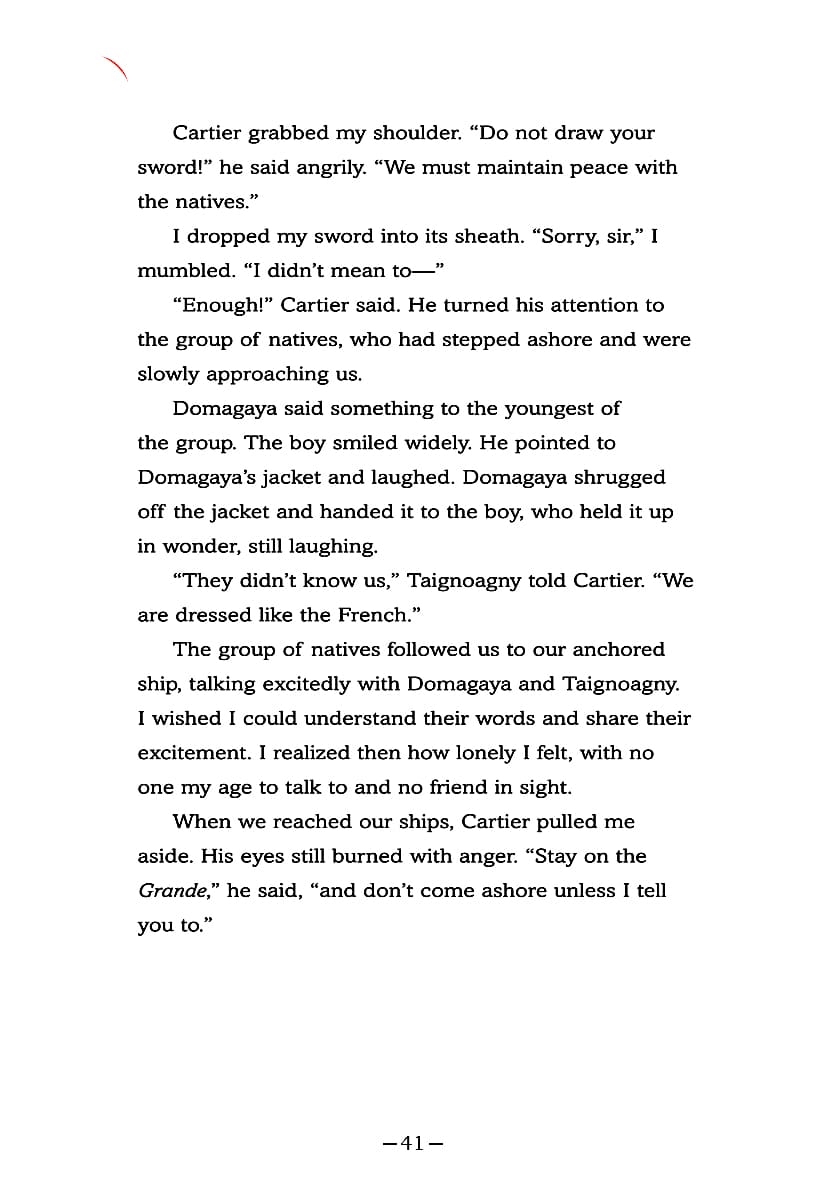 Cartier grabbed my shoulder. “Do not draw your
sword!” he said angrily. “We must maintain peace with
the natives.”
I dropped my sword into its sheath. “Sorry, sir,” I
mumbled. “I didn’t mean to—”
“Enough!” Cartier said. He turned his attention to
the group of natives, who had stepped ashore and were
slowly approaching us.
Domagaya said something to the youngest of
the group. The boy smiled widely. He pointed to
Domagaya’s jacket and laughed. Domagaya shrugged
off the jacket and handed it to the boy, who held it up
in wonder, still laughing.
“They didn’t know us,” Taignoagny told Cartier. “We
are dressed like the French.”
The group of natives followed us to our anchored
ship, talking excitedly with Domagaya and Taignoagny.
I wished I could understand their words and share their
excitement. I realized then how lonely I felt, with no
one my age to talk to and no friend in sight.
When we reached our ships, Cartier pulled me
aside. His eyes still burned with anger. “Stay on the
Grande,” he said, “and don’t come ashore unless I tell
you to.”
—41—